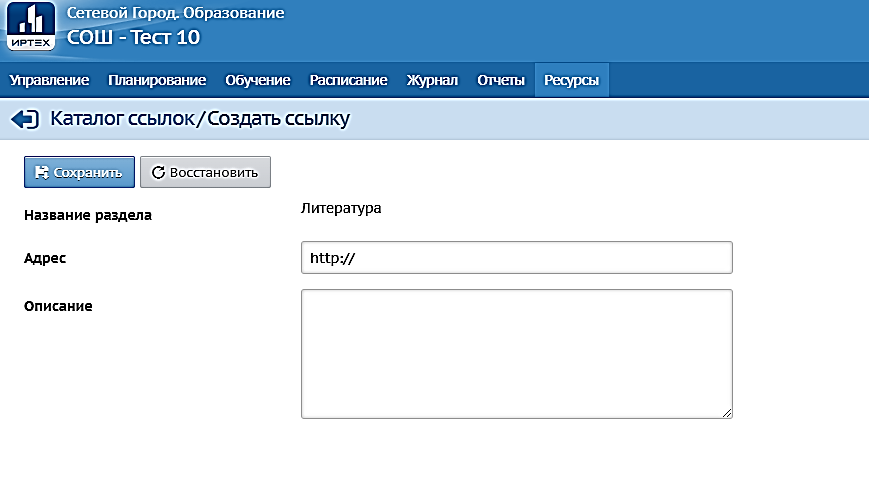 ИРТЕХ
Сетевой Город. Образование
СОШ - Тест 10
Управление Планирование Обучение Расписание Журнал Отчеты Ресурсы
Каталог ссылок/Создать ссылку
Сохранить Восстановить
Название раздела Литература
Адрес http://
Описание